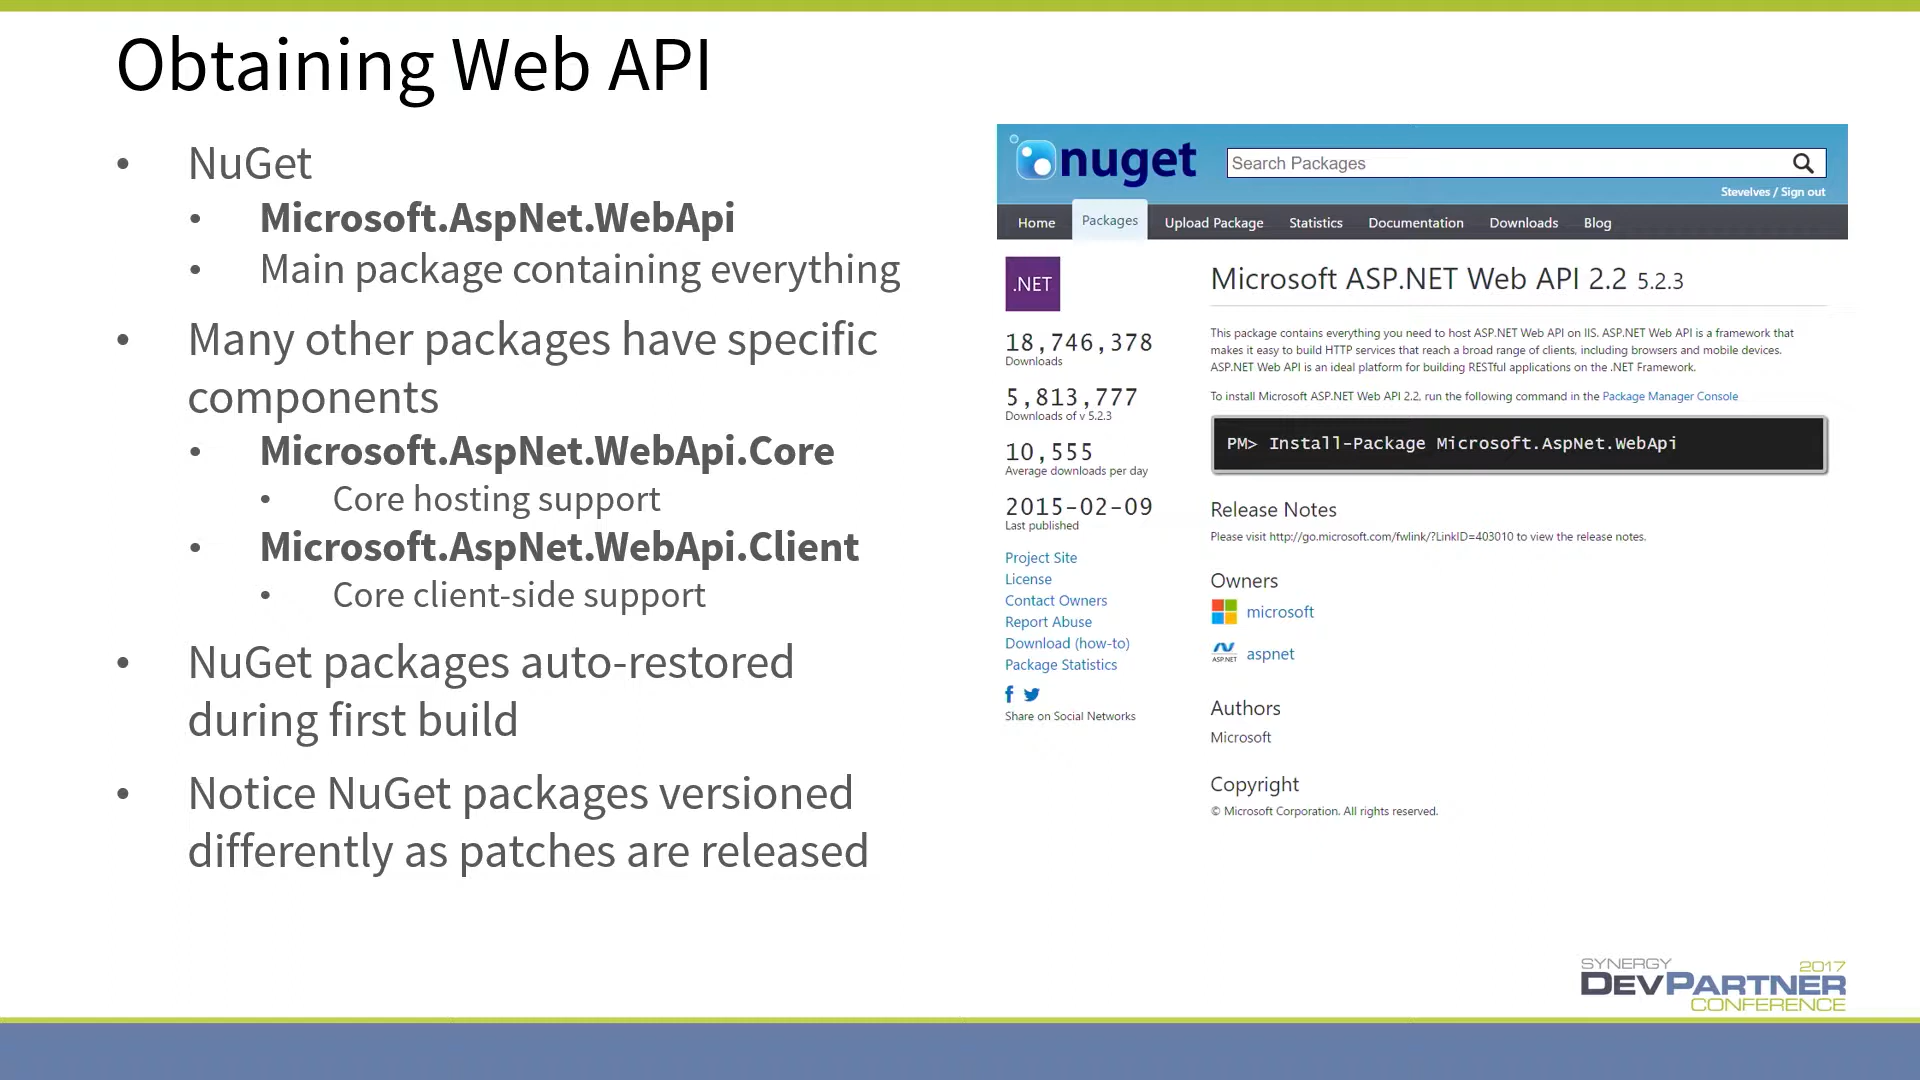 Obtaining Web API
• NuGet
• Microsoft.AspNet.WebApi
• Main package containing everything
• Many other packages have specific
components
• Microsoft.AspNet.WebApi.Core
• Core hosting support
• Microsoft.AspNet.WebApi.Client
• Core client-side support
• NuGet packages auto-restored
during first build
• Notice NuGet packages versioned
differently as patches are released
nuget
Search Packages
Stevelves / Sign out
Home Packages Upload Package Statistics Documentation Downloads Blog
.NET
18,746,378
Downloads
5,813,777
Downloads of v 5.2.3
10,555
Average downloads per day
2015-02-09
Last published
Project Site
License
Contact Owners
Report Abuse
Download (how-to)
Package Statistics
Share on Social Networks
Microsoft ASP.NET Web API 2.2 5.2.3
This package contains everything you need to host ASP.NET Web API on IIS. ASP.NET Web API is a framework that
makes it easy to build HTTP services that reach a broad range of clients, including browsers and mobile devices.
ASP.NET Web API is an ideal platform for building RESTful applications on the .NET Framework.
To install Microsoft ASP.NET Web API 2.2, run the following command in the Package Manager Console
PM> Install-Package Microsoft.AspNet.WebApi
Release Notes
Please visit http://go.microsoft.com/fwlink/?LinkID=403010 to view the release notes.
Owners
microsoft
ASP.NET aspnet
Authors
Microsoft
Copyright
© Microsoft Corporation. All rights reserved.
SYNERGY 2017
DEVPARTNER
CONFERENCE